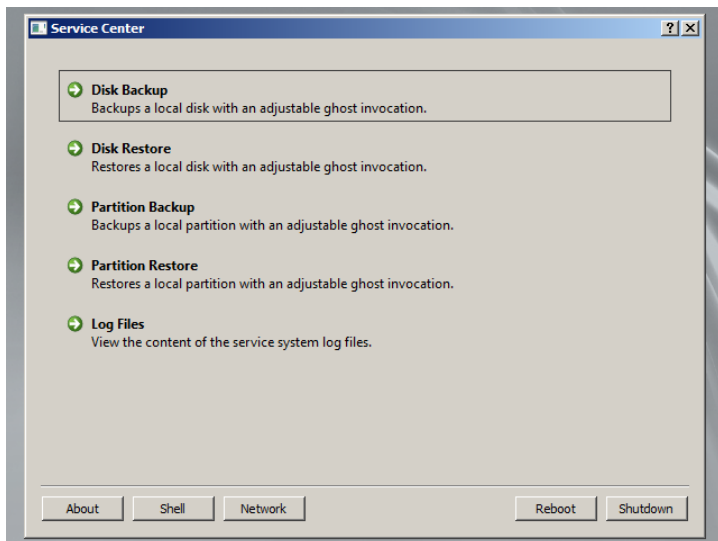 Service Center
Disk Backup
Backups a local disk with an adjustable ghost invocation.
Disk Restore
Restores a local disk with an adjustable ghost invocation.
Partition Backup
Backups a local partition with an adjustable ghost invocation.
Partition Restore
Restores a local partition with an adjustable ghost invocation.
Log Files
View the content of the service system log files.
About Shell Network Reboot Shutdown